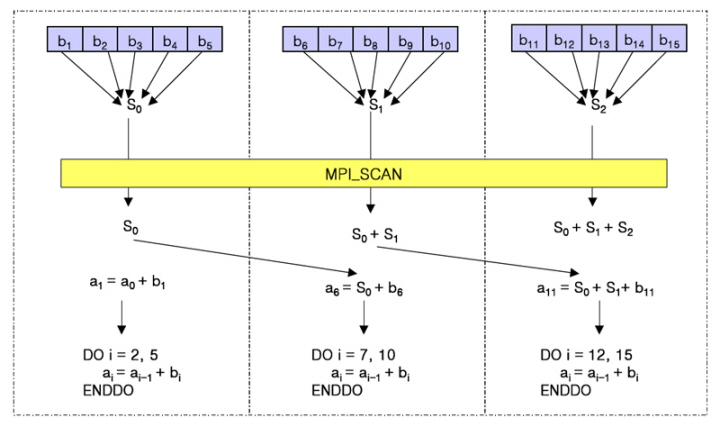 b₁ b₂ b₃ b₄ b₅ b₆ b₇ b₈ b₉ b₁₀ b₁₁ b₁₂ b₁₃ b₁₄ b₁₅
S₀ S₁ S₂
MPI_SCAN
S₀ S₀ + S₁ S₀ + S₁ + S₂
a₁ = a₀ + b₁ a₆ = S₀ + b₆ a₁₁ = S₀ + S₁ + b₁₁
DO i = 2, 5
aᵢ = aᵢ₋₁ + bᵢ
ENDDO
DO i = 7, 10
aᵢ = aᵢ₋₁ + bᵢ
ENDDO
DO i = 12, 15
aᵢ = aᵢ₋₁ + bᵢ
ENDDO